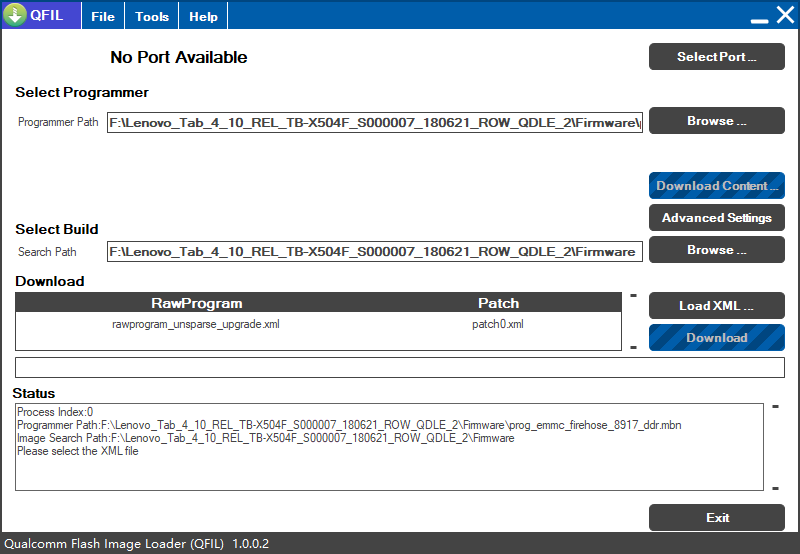 QFIL File Tools Help
No Port Available
Select Port ...
Select Programmer
Programmer Path F:\Lenovo_Tab_4_10_REL_TB-X504F_S000007_180621_ROW_QDLE_2\Firmware\ Browse ...
Download Content ...
Advanced Settings
Select Build
Search Path F:\Lenovo_Tab_4_10_REL_TB-X504F_S000007_180621_ROW_QDLE_2\Firmware Browse ...
Download
RawProgram Patch
Load XML ...
rawprogram_unsparse_upgrade.xml patch0.xml
Download
Status
Process Index:0
Programmer Path:F:\Lenovo_Tab_4_10_REL_TB-X504F_S000007_180621_ROW_QDLE_2\Firmware\prog_emmc_firehose_8917_ddr.mbn
Image Search Path:F:\Lenovo_Tab_4_10_REL_TB-X504F_S000007_180621_ROW_QDLE_2\Firmware
Please select the XML file
Exit
Qualcomm Flash Image Loader (QFIL) 1.0.0.2